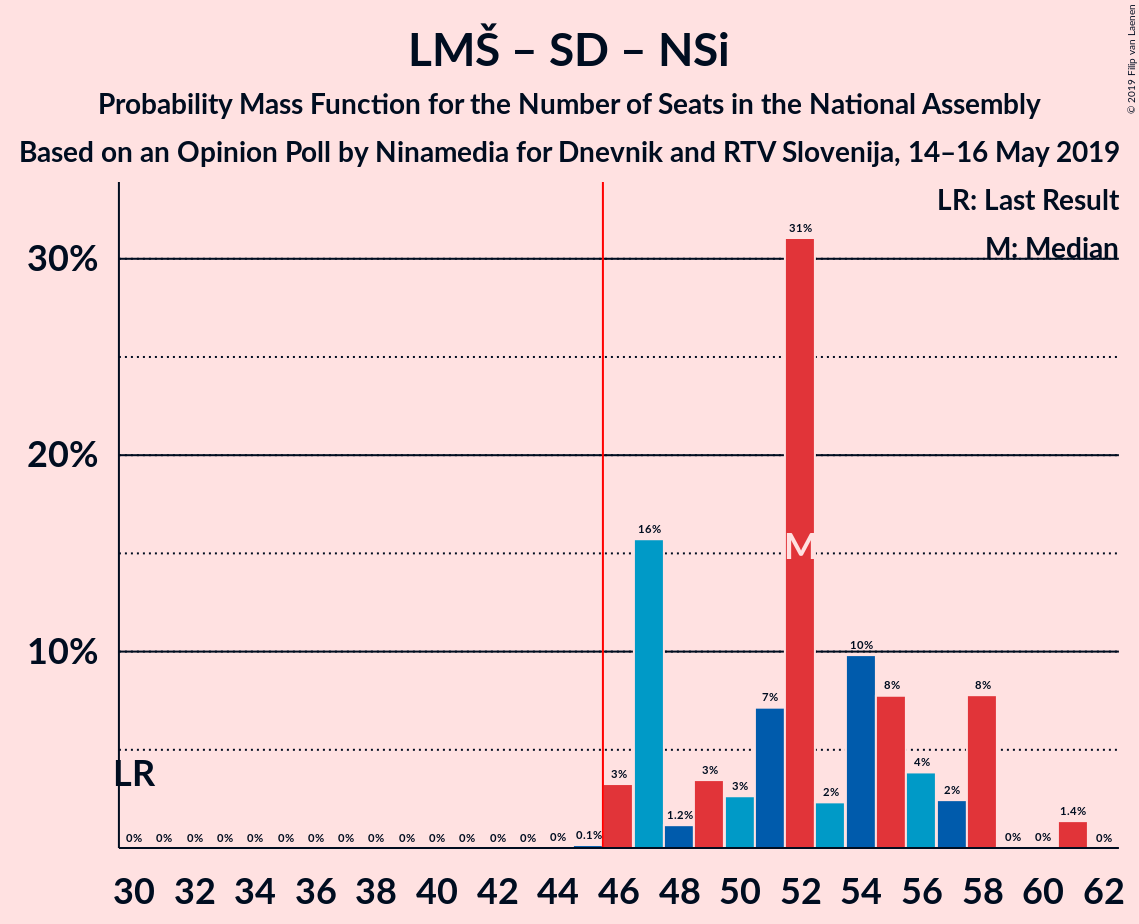 LMŠ – SD – NSi
Probability Mass Function for the Number of Seats in the National Assembly
Based on an Opinion Poll by Ninamedia for Dnevnik and RTV Slovenija, 14–16 May 2019
© 2019 Filip van Laenen
LR: Last Result
M: Median
30%
20%
10%
LR
M
0% 0% 0% 0% 0% 0% 0% 0% 0% 0% 0% 0% 0% 0% 0% 0.1% 3% 16% 1.2% 3% 3% 7% 31% 2% 10% 8% 4% 2% 8% 0% 0% 1.4% 0%
30 32 34 36 38 40 42 44 46 48 50 52 54 56 58 60 62